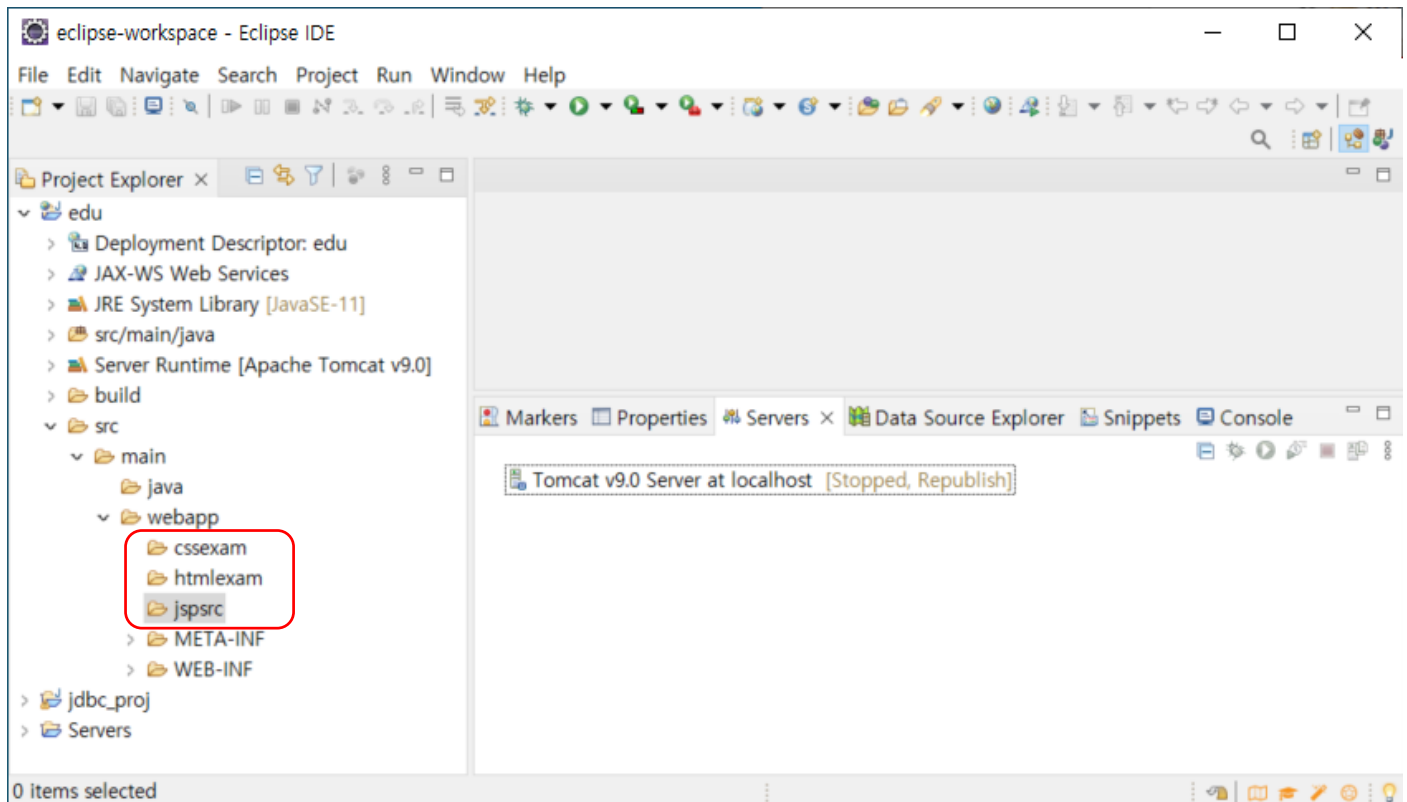 eclipse-workspace - Eclipse IDE
File Edit Navigate Search Project Run Window Help
Project Explorer
edu
Deployment Descriptor: edu
JAX-WS Web Services
JRE System Library [JavaSE-11]
src/main/java
Server Runtime [Apache Tomcat v9.0]
build
src
main
java
webapp
cssexam
htmlexam
jspsrc
META-INF
WEB-INF
jdbc_proj
Servers
Markers Properties Servers Data Source Explorer Snippets Console
Tomcat v9.0 Server at localhost [Stopped, Republish]
0 items selected